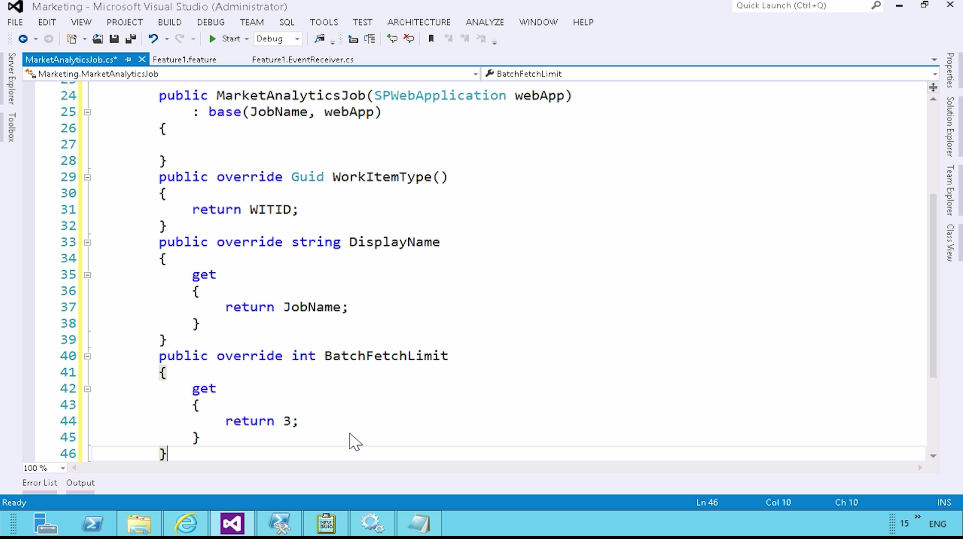 Marketing - Microsoft Visual Studio (Administrator)
Quick Launch (Ctrl+Q)
FILE EDIT VIEW PROJECT BUILD DEBUG TEAM SQL TOOLS TEST ARCHITECTURE ANALYZE WINDOW HELP
Start Debug
MarketAnalyticsJob.cs* Feature1.feature Feature1.EventReceiver.cs
Marketing.MarketAnalyticsJob BatchFetchLimit
Server Explorer
Toolbox
Properties
Solution Explorer
Team Explorer
Class View
24 public MarketAnalyticsJob(SPWebApplication webApp)
25 : base(JobName, webApp)
26 {
27
28 }
29 public override Guid WorkItemType()
30 {
31 return WITID;
32 }
33 public override string DisplayName
34 {
35 get
36 {
37 return JobName;
38 }
39 }
40 public override int BatchFetchLimit
41 {
42 get
43 {
44 return 3;
45 }
46 }
100 %
Error List Output
Ready Ln 46 Col 10 Ch 10 INS
15 ENG